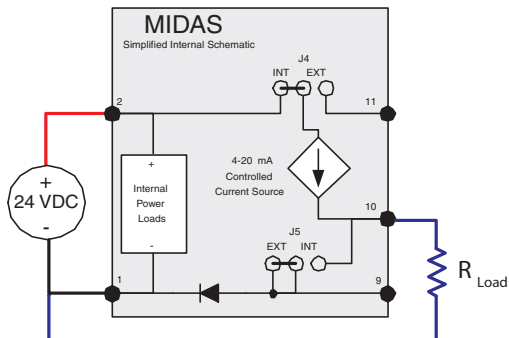 MIDAS
Simplified Internal Schematic
J4
INT EXT
2
11
+
24 VDC
-
+
Internal
Power
Loads
-
4-20 mA
Controlled
Current Source
10
J5
EXT INT
1
9
R Load